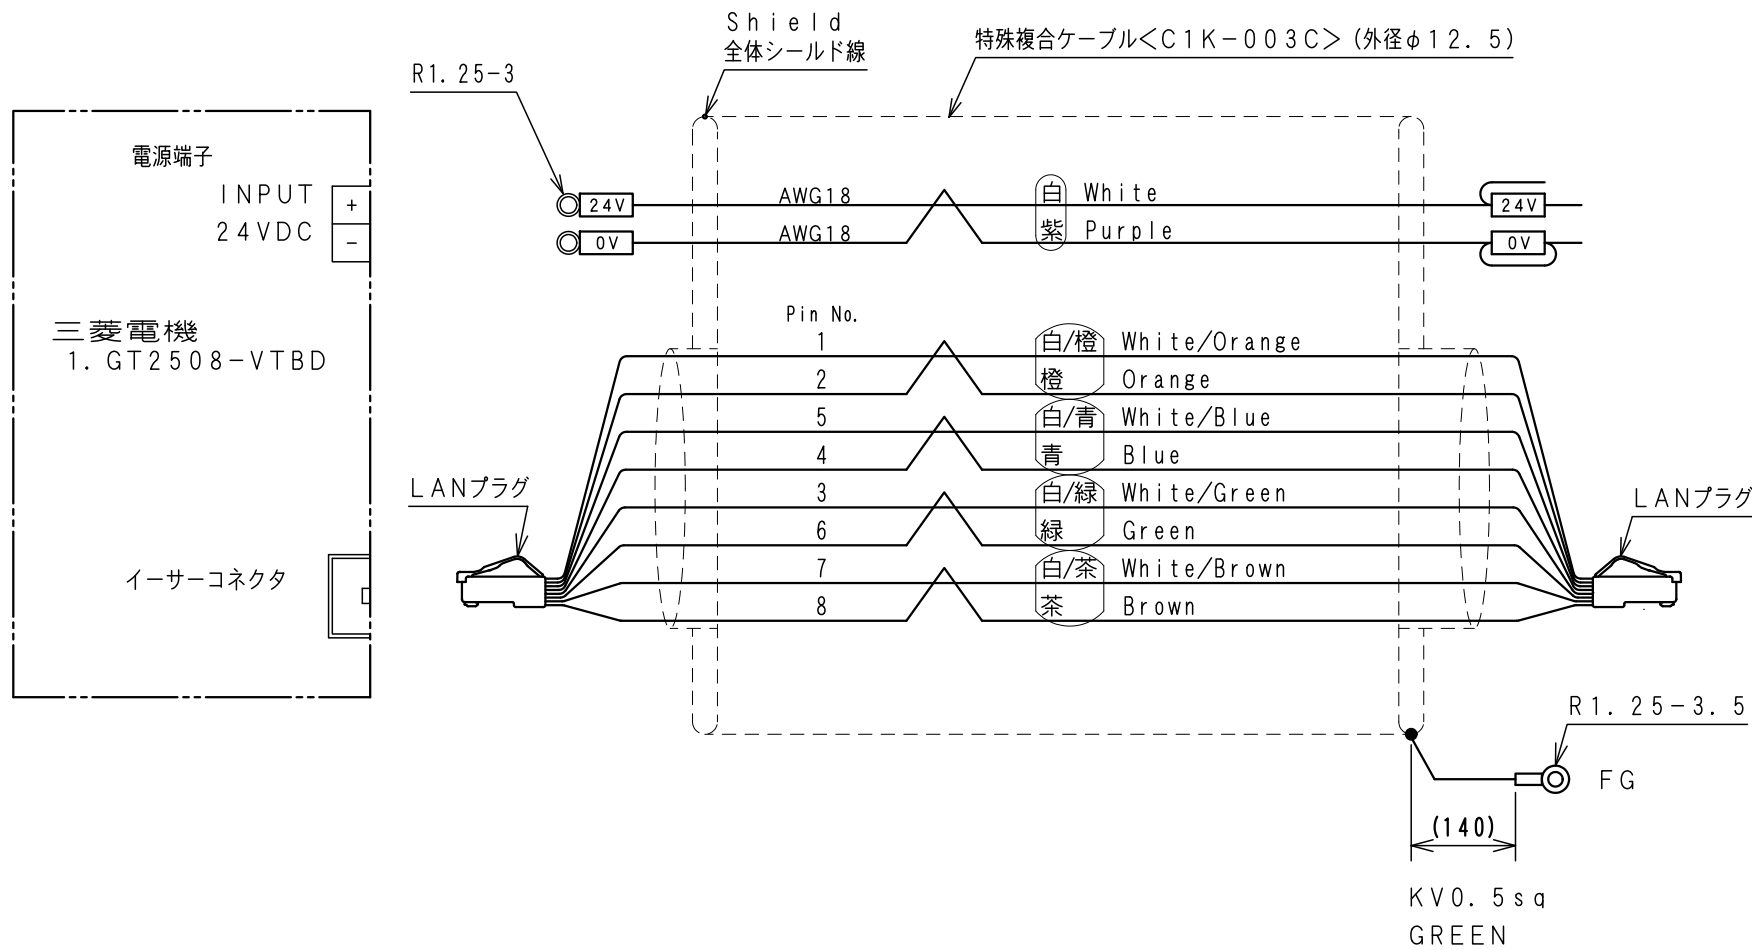 Shield
全体シールド線
特殊複合ケーブル<C1K-003C>(外径φ12.5)
R1.25-3
電源端子
INPUT
24VDC
+
-
24V
AWG18
白 White
24V
0V
AWG18
紫 Purple
0V
三菱電機
1. GT2508-VTBD
Pin No.
1 白/橙 White/Orange
2 橙 Orange
5 白/青 White/Blue
4 青 Blue
3 白/緑 White/Green
6 緑 Green
7 白/茶 White/Brown
8 茶 Brown
LANプラグ
LANプラグ
イーサーコネクタ
R1.25-3.5
FG
(140)
KV0.5sq
GREEN